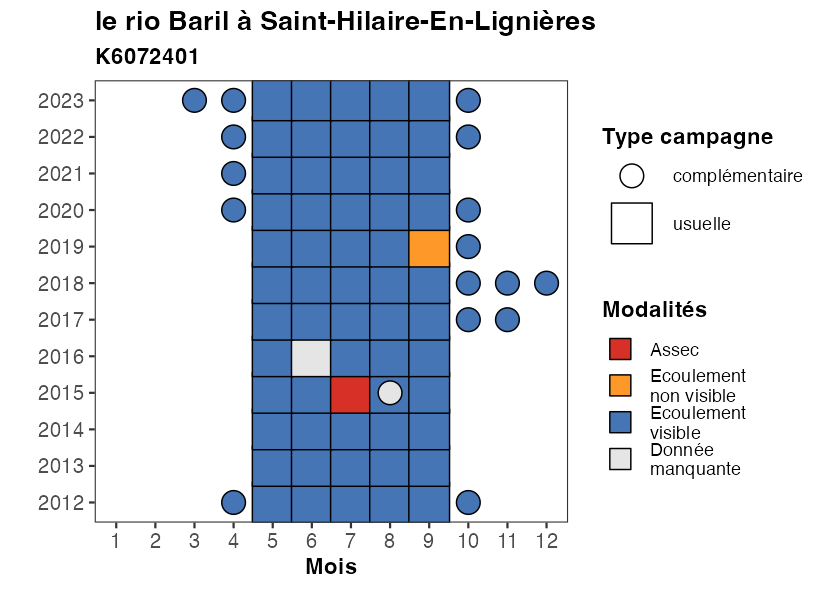 le rio Baril à Saint-Hilaire-En-Lignières
K6072401
2023
2022
2021
2020
2019
2018
2017
2016
2015
2014
2013
2012
1 2 3 4 5 6 7 8 9 10 11 12
Mois
Type campagne
complémentaire
usuelle
Modalités
Assec
Ecoulement
non visible
Ecoulement
visible
Donnée
manquante